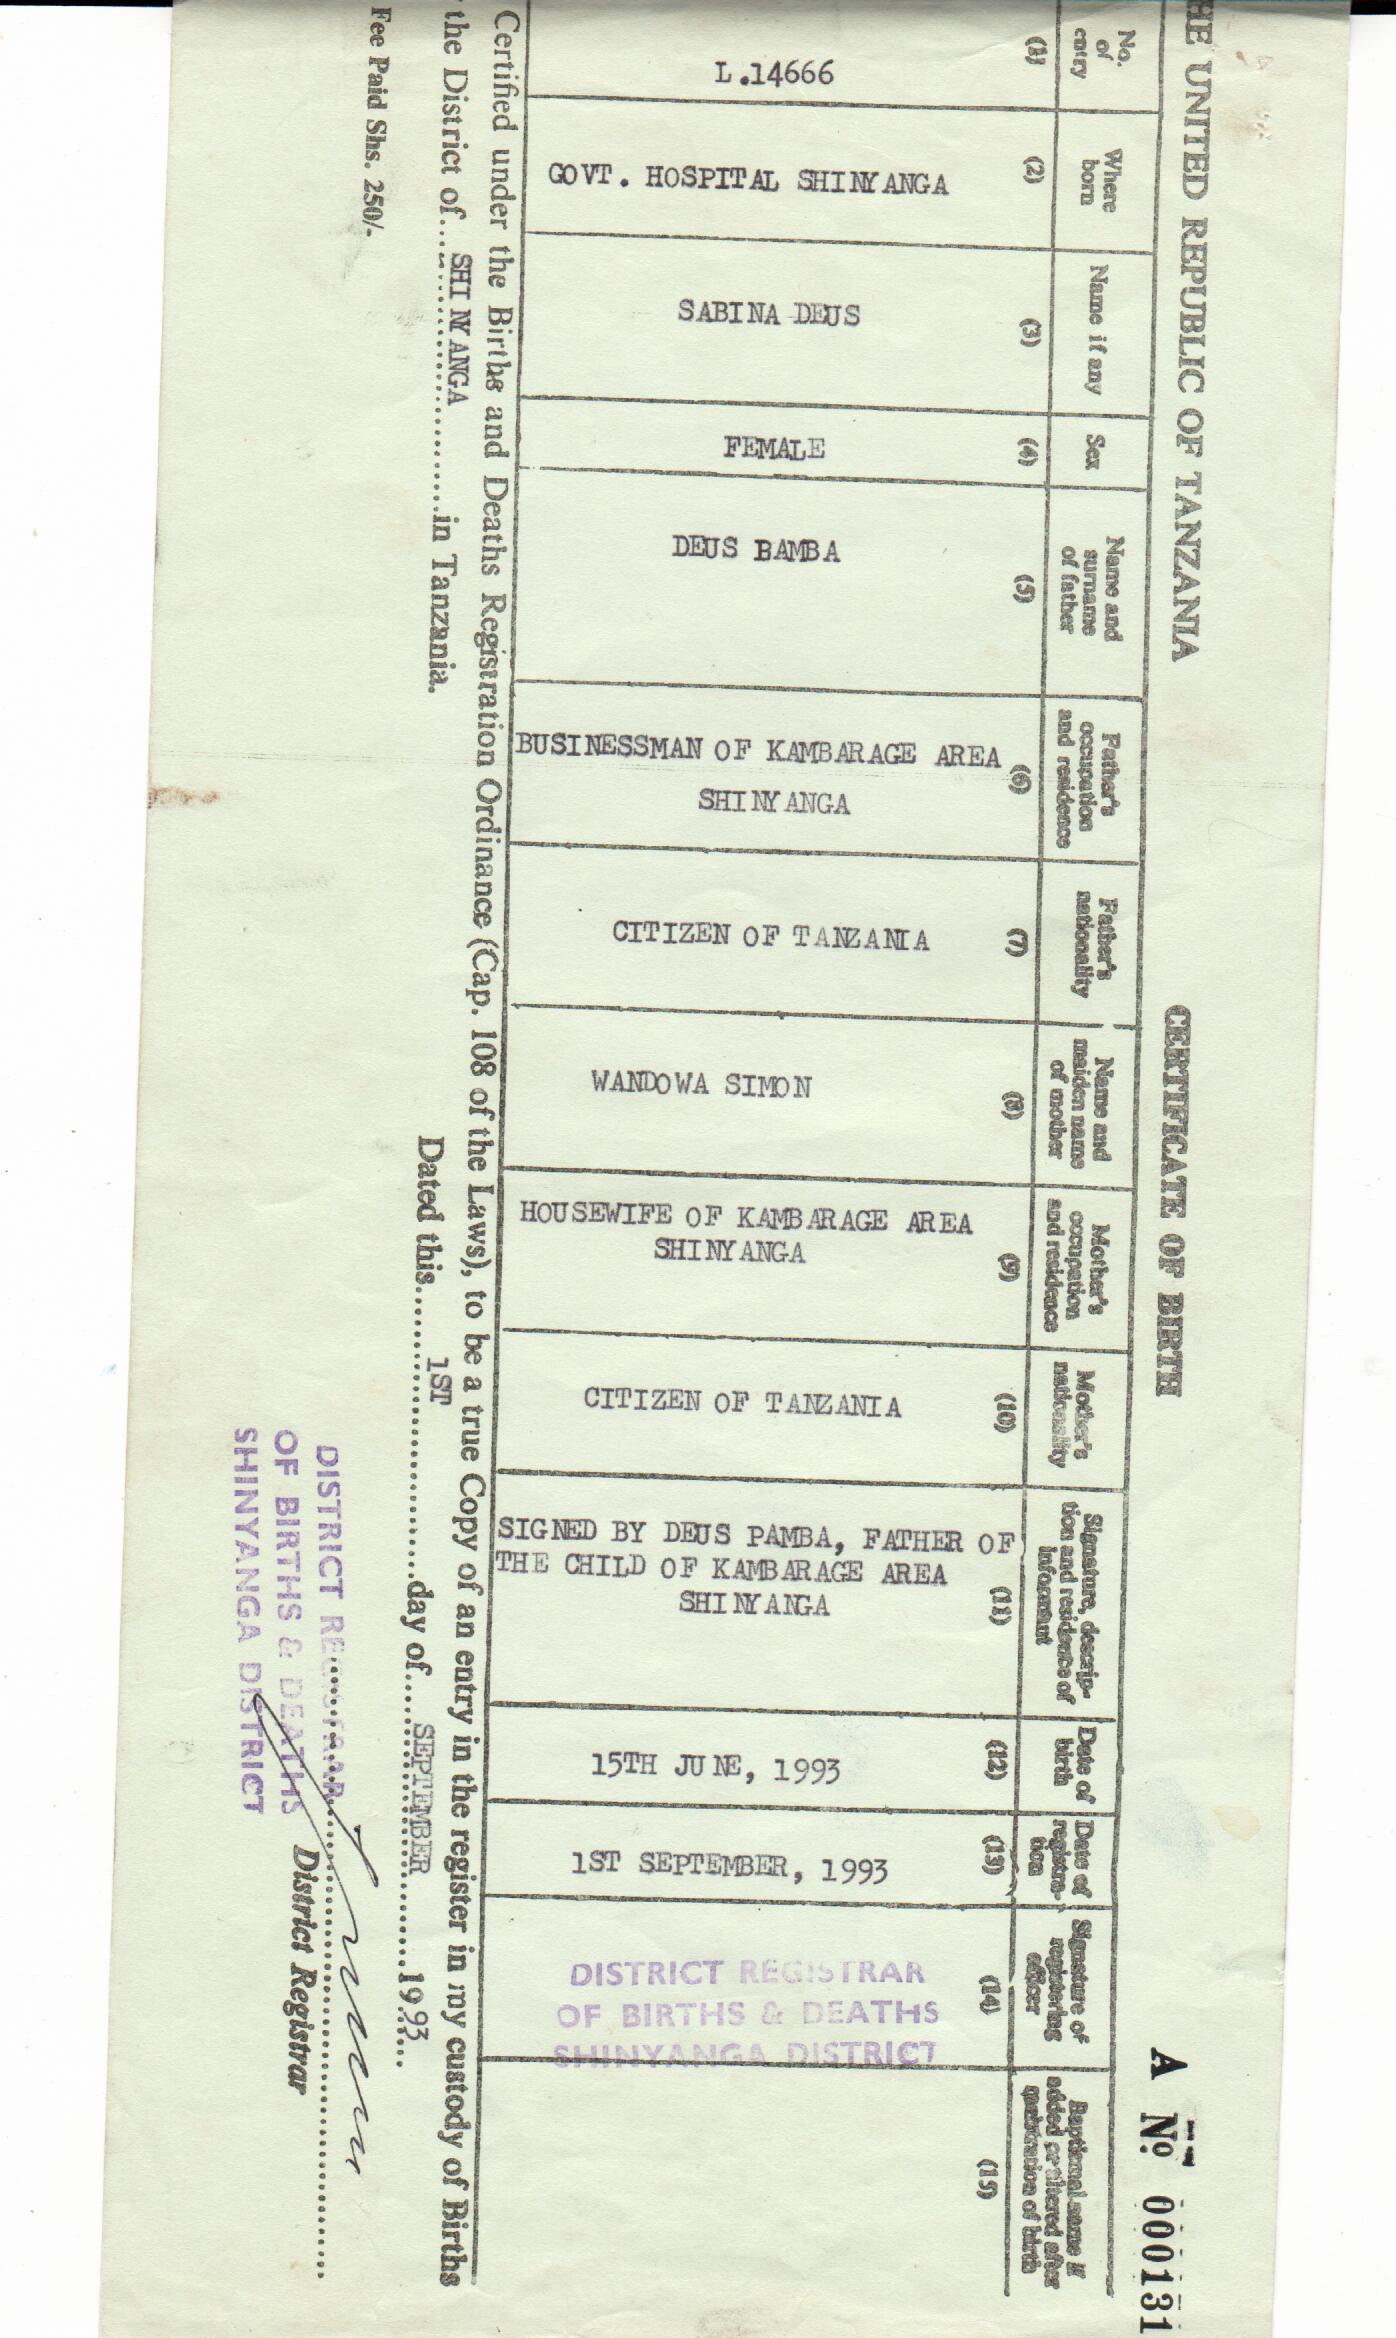 HE UNITED REPUBLIC OF TANZANIA
CERTIFICATE OF BIRTH
A No 000131
No. of entry
(1)
L.14666
Where born
(2)
GOVT. HOSPITAL SHINYANGA
Name if any
(3)
SABINA DEUS
Sex
(4)
FEMALE
Name and surname of father
(5)
DEUS BAMBA
Father's occupation and residence
(6)
BUSINESSMAN OF KAMBARAGE AREA
SHINYANGA
Father's nationality
(7)
CITIZEN OF TANZANIA
Name and maiden name of mother
(8)
WANDOWA SIMON
Mother's occupation and residence
(9)
HOUSEWIFE OF KAMBARAGE AREA
SHINYANGA
Mother's nationality
(10)
CITIZEN OF TANZANIA
Signature, descrip-
tion and residence of
informant
(11)
SIGNED BY DEUS PAMBA, FATHER OF
THE CHILD OF KAMBARAGE AREA
SHINYANGA
Date of birth
(12)
15TH JUNE, 1993
Date of
registra-
tion
(13)
1ST SEPTEMBER, 1993
Signature of
registering
officer
(14)
DISTRICT REGISTRAR
OF BIRTHS & DEATHS
SHINYANGA DISTRICT
Baptismal name if
added or altered after
registration of birth
(15)
Certified under the Births and Deaths Registration Ordinance (Cap. 108 of the Laws), to be a true Copy of an entry in the register in my custody of Births
the District of SHINYANGA in Tanzania.
Dated this 1ST day of SEPTEMBER 1993
Fee Paid Shs. 250/-
DISTRICT REGISTRAR
OF BIRTHS & DEATHS
SHINYANGA DISTRICT
District Registrar